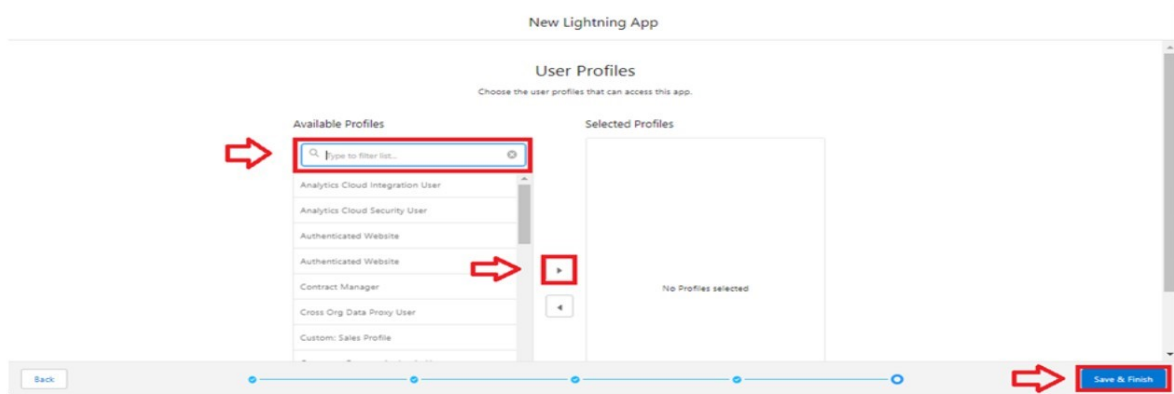 New Lightning App
User Profiles
Choose the user profiles that can access this app.
Available Profiles
Selected Profiles
Type to filter list...
Analytics Cloud Integration User
Analytics Cloud Security User
Authenticated Website
Authenticated Website
Contract Manager
No Profiles selected
Cross Org Data Proxy User
Custom: Sales Profile
Back
Save & Finish